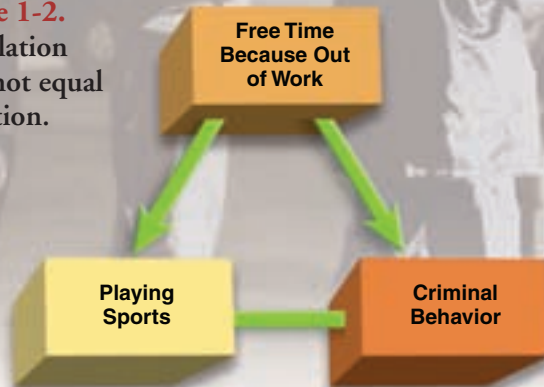 e 1-2.
lation
not equal
tion.
Free Time
Because Out
of Work
Playing
Sports
Criminal
Behavior